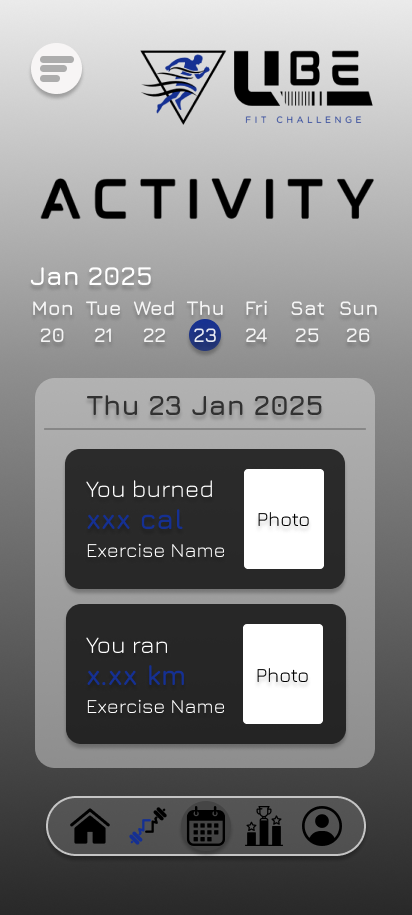 UBE
FIT CHALLENGE
ACTIVITY
Jan 2025
Mon Tue Wed Thu Fri Sat Sun
20 21 22 23 24 25 26
Thu 23 Jan 2025
You burned
xxx cal
Exercise Name
Photo
You ran
x.xx km
Exercise Name
Photo